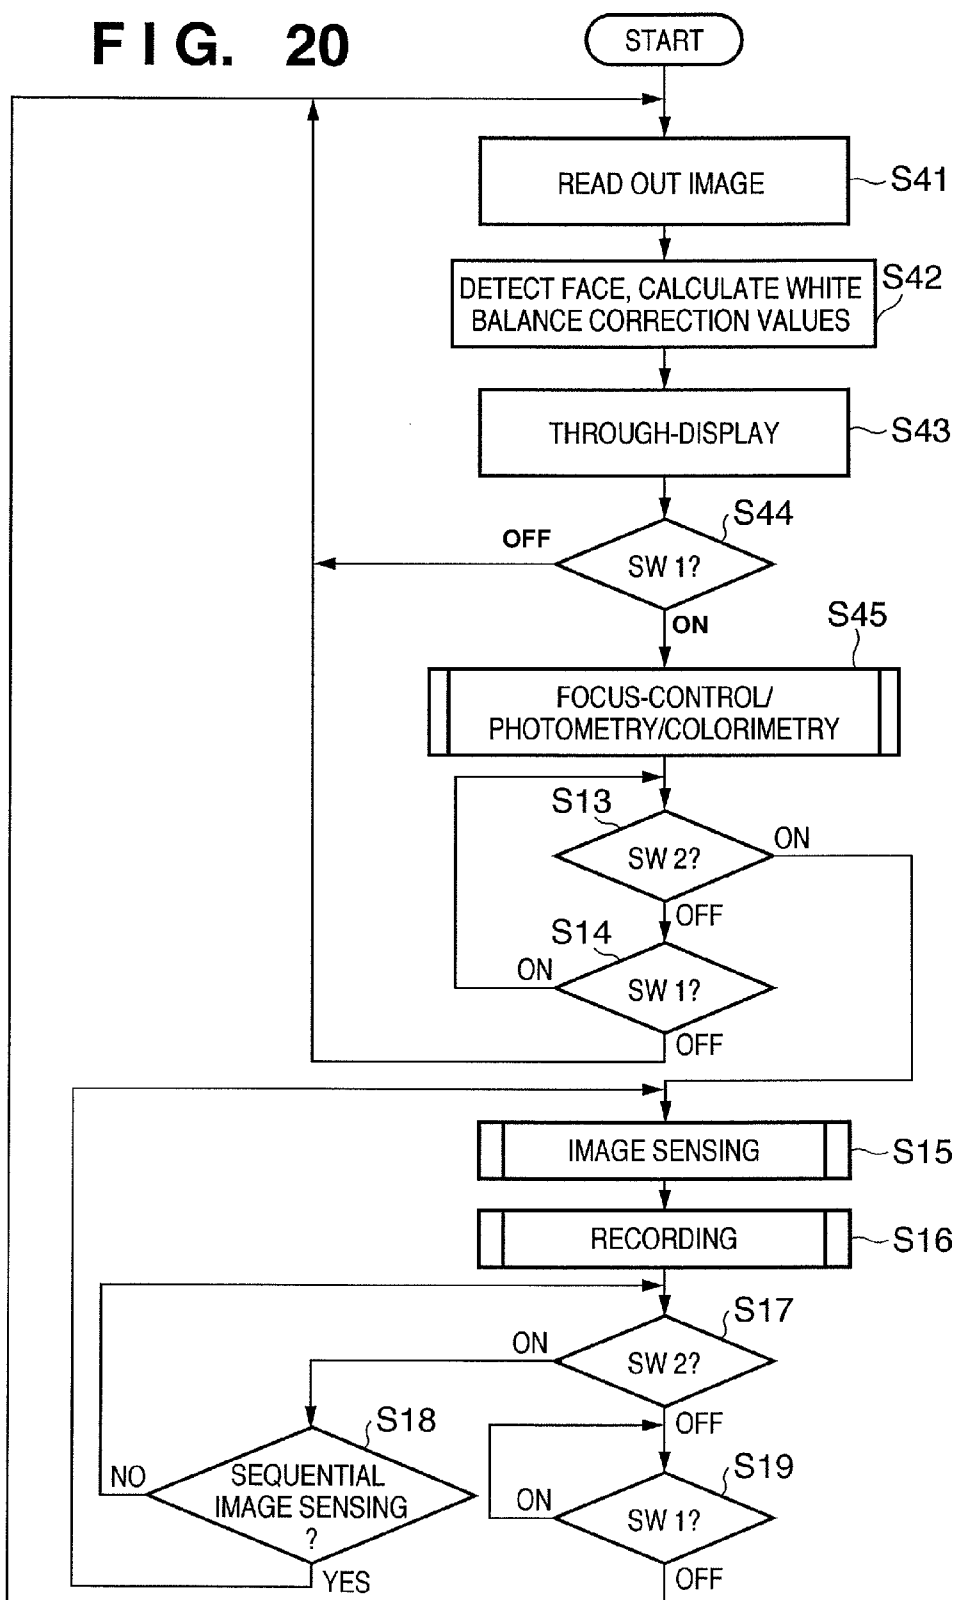 FIG. 20
START
READ OUT IMAGE
S41
DETECT FACE, CALCULATE WHITE
BALANCE CORRECTION VALUES
S42
THROUGH-DISPLAY
S43
S44
OFF
SW 1?
ON
S45
FOCUS-CONTROL/
PHOTOMETRY/COLORIMETRY
S13
SW 2?
ON
OFF
S14
ON
SW 1?
OFF
IMAGE SENSING
S15
RECORDING
S16
S17
ON
SW 2?
OFF
S18
NO
SEQUENTIAL
IMAGE SENSING
?
YES
S19
ON
SW 1?
OFF